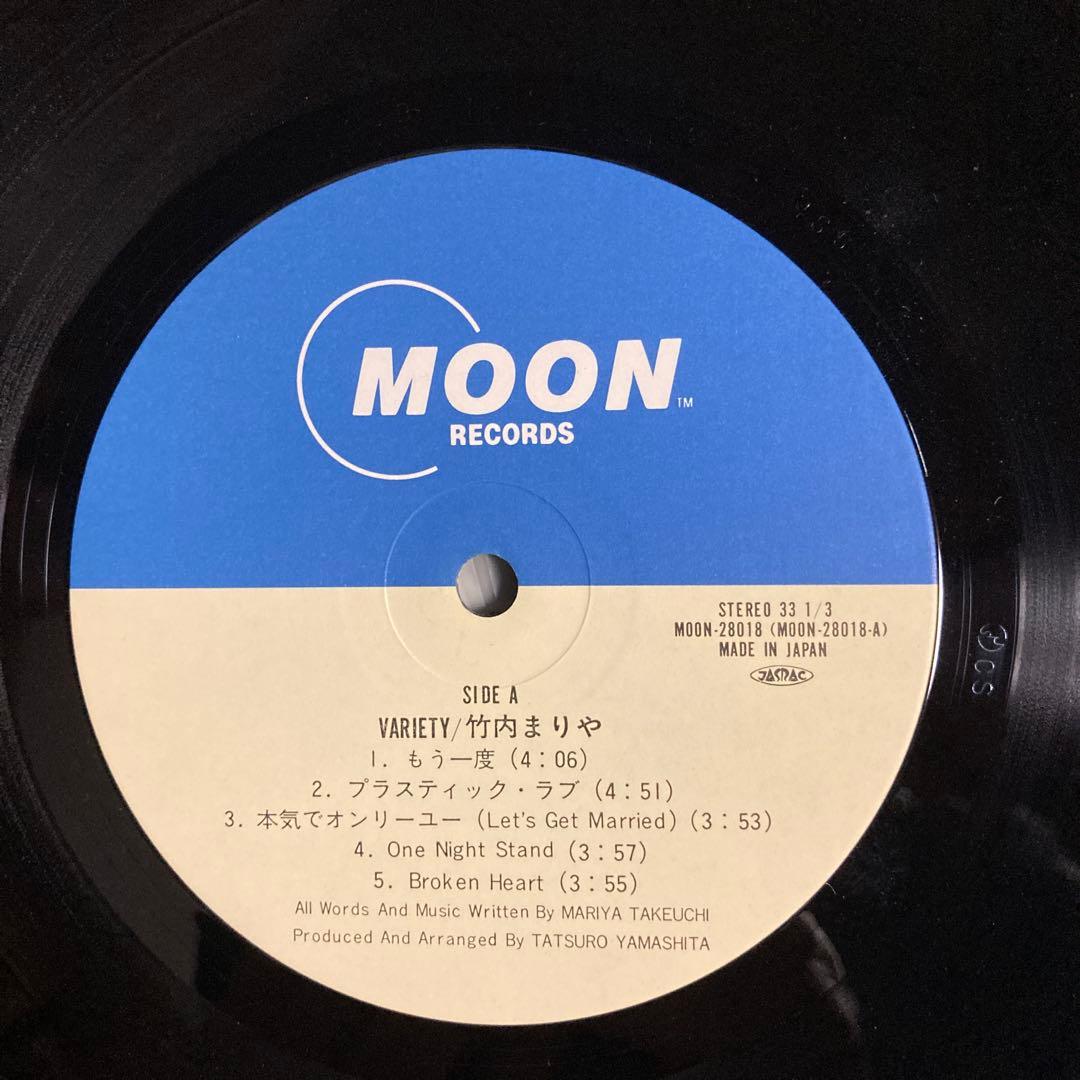 MOON™
RECORDS
STEREO 33 1/3
MOON-28018 (MOON-28018-A)
MADE IN JAPAN
JASRAC
SIDE A
VARIETY/竹内まりや
1. もう一度 (4:06)
2. プラスティック・ラブ (4:51)
3. 本気でオンリーユー (Let's Get Married) (3:53)
4. One Night Stand (3:57)
5. Broken Heart (3:55)
All Words And Music Written By MARIYA TAKEUCHI
Produced And Arranged By TATSURO YAMASHITA